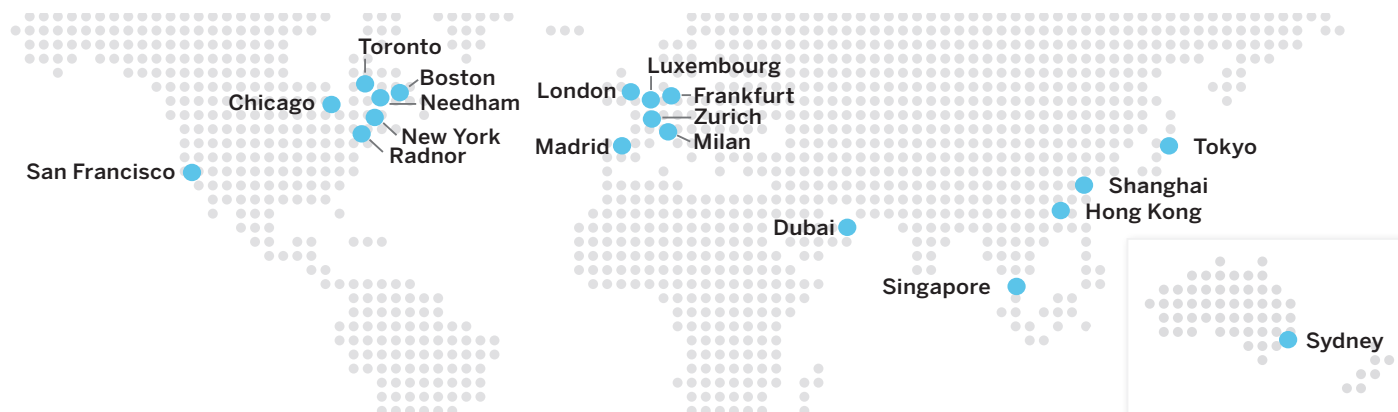 Toronto
Boston
Chicago
Needham
New York
Radnor
San Francisco
Luxembourg
London
Frankfurt
Zurich
Milan
Madrid
Tokyo
Shanghai
Hong Kong
Dubai
Singapore
Sydney